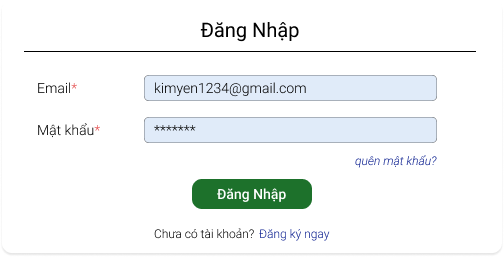 Đăng Nhập
Email* kimyen1234@gmail.com
Mật khẩu* *******
quên mật khẩu?
Đăng Nhập
Chưa có tài khoản? Đăng ký ngay